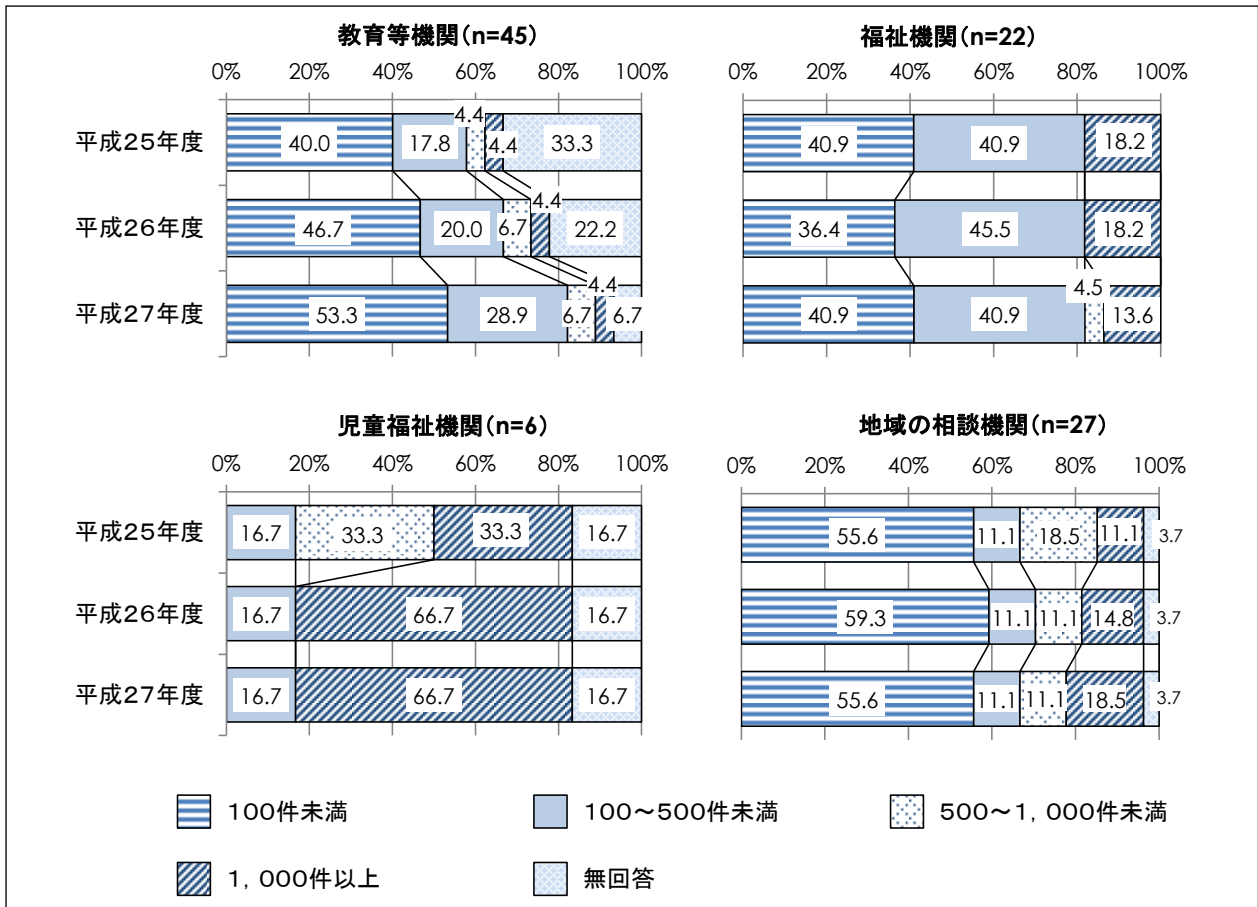 教育等機関(n=45)
0% 20% 40% 60% 80% 100%
平成25年度 40.0 17.8 4.4 4.4 33.3
平成26年度 46.7 20.0 6.7 4.4 22.2
平成27年度 53.3 28.9 6.7 4.4 6.7
福祉機関(n=22)
0% 20% 40% 60% 80% 100%
40.9 40.9 18.2
36.4 45.5 18.2
40.9 40.9 4.5 13.6
児童福祉機関(n=6)
0% 20% 40% 60% 80% 100%
平成25年度 16.7 33.3 33.3 16.7
平成26年度 16.7 66.7 16.7
平成27年度 16.7 66.7 16.7
地域の相談機関(n=27)
0% 20% 40% 60% 80% 100%
55.6 11.1 18.5 11.1 3.7
59.3 11.1 11.1 14.8 3.7
55.6 11.1 11.1 18.5 3.7
100件未満 100～500件未満 500～1,000件未満
1,000件以上 無回答